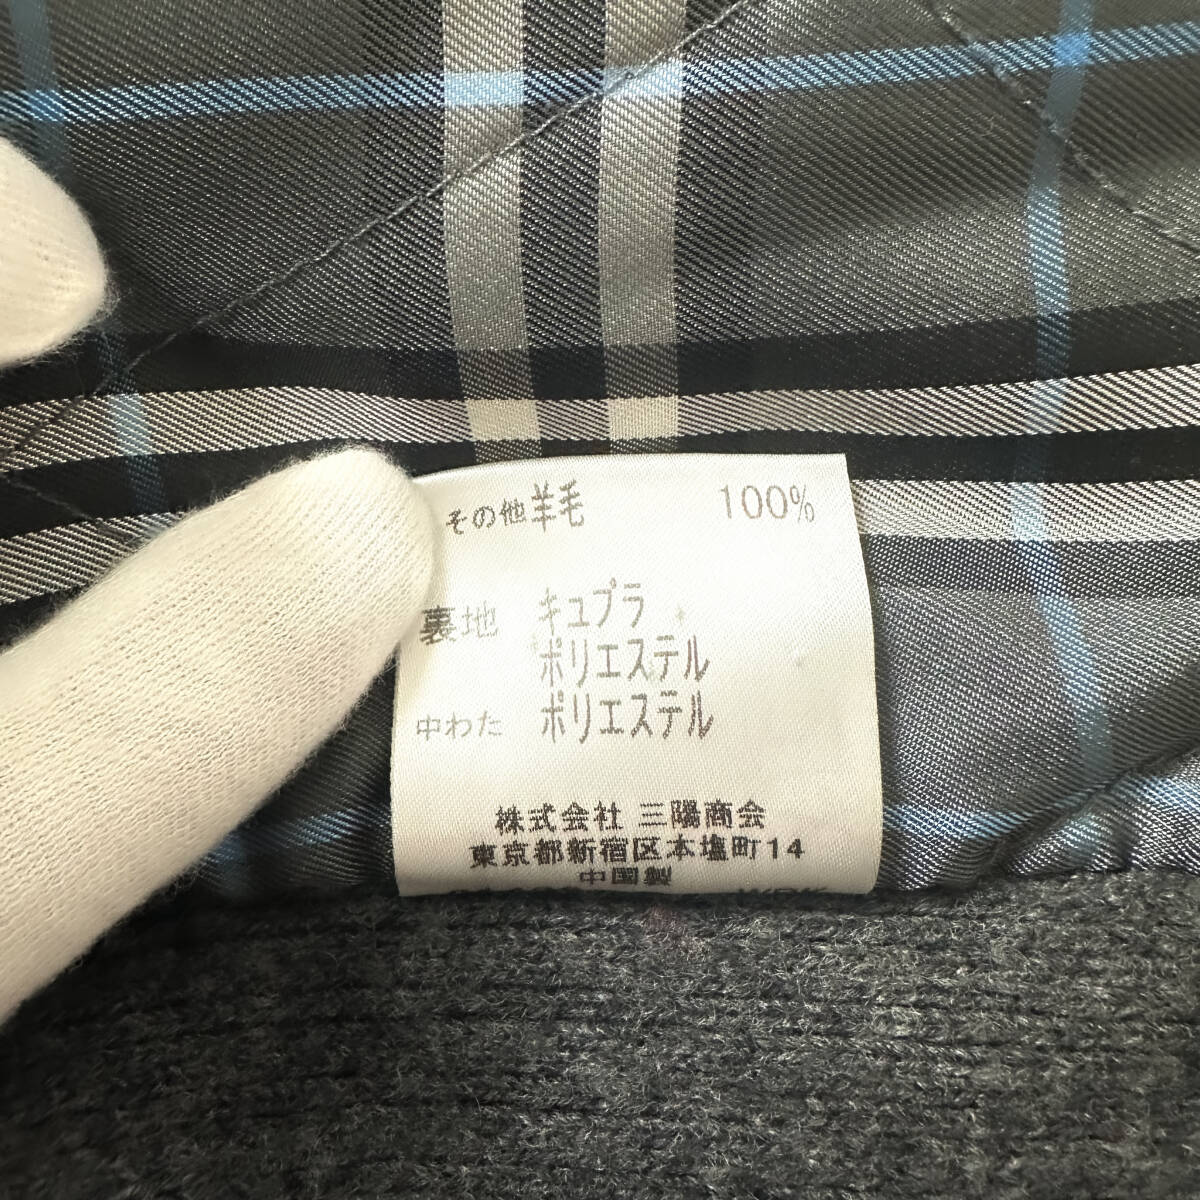 その他 羊毛 100%
裏地 キュプラ
ポリエステル
中わた ポリエステル
株式会社 三陽商会
東京都新宿区本塩町14
中国製